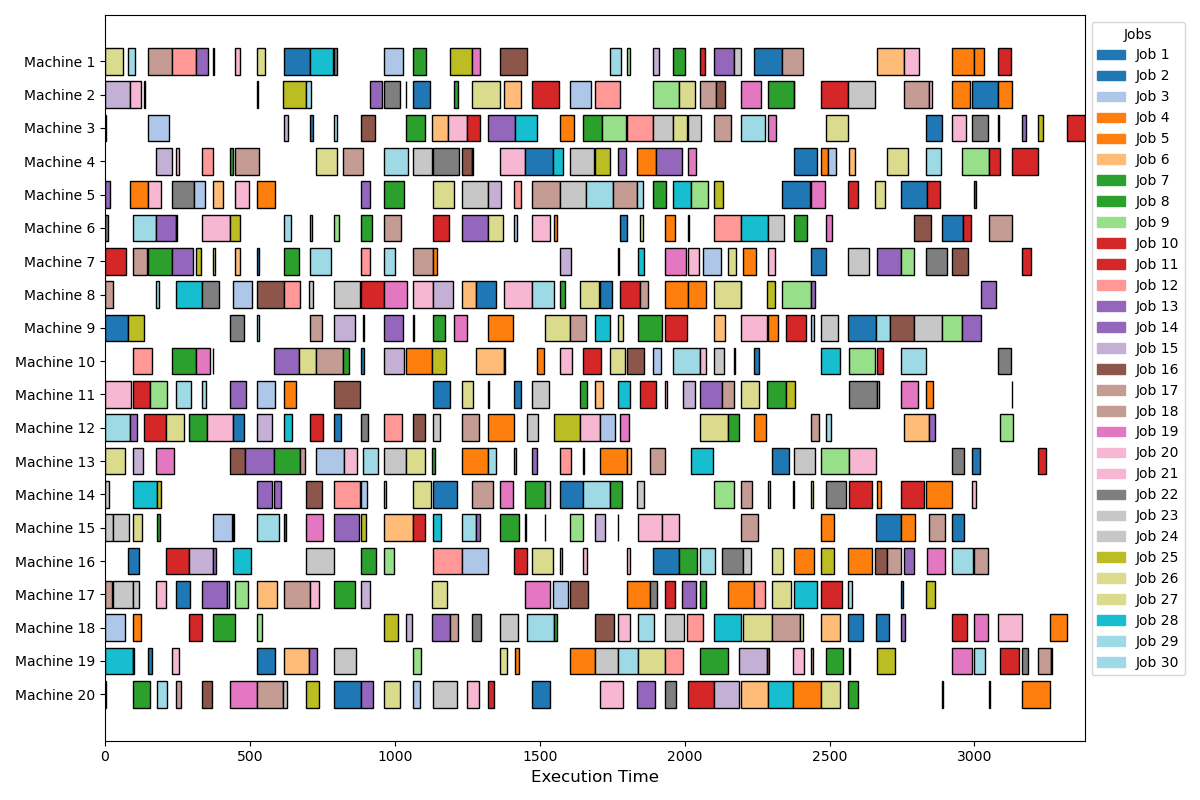 Machine 1
Machine 2
Machine 3
Machine 4
Machine 5
Machine 6
Machine 7
Machine 8
Machine 9
Machine 10
Machine 11
Machine 12
Machine 13
Machine 14
Machine 15
Machine 16
Machine 17
Machine 18
Machine 19
Machine 20
0 500 1000 1500 2000 2500 3000
Execution Time
Jobs
Job 1
Job 2
Job 3
Job 4
Job 5
Job 6
Job 7
Job 8
Job 9
Job 10
Job 11
Job 12
Job 13
Job 14
Job 15
Job 16
Job 17
Job 18
Job 19
Job 20
Job 21
Job 22
Job 23
Job 24
Job 25
Job 26
Job 27
Job 28
Job 29
Job 30